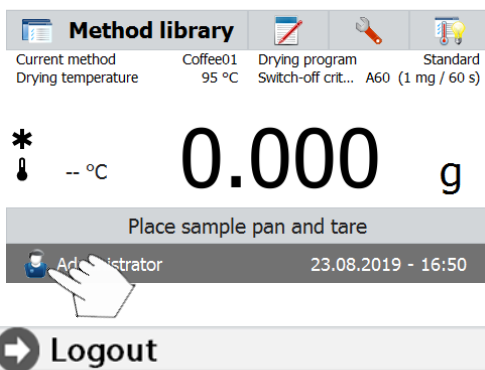 Method library
Current method Coffee01 Drying program Standard
Drying temperature 95 °C Switch-off crit... A60 (1 mg / 60 s)
-- °C 0.000 g
Place sample pan and tare
Administrator 23.08.2019 - 16:50
Logout